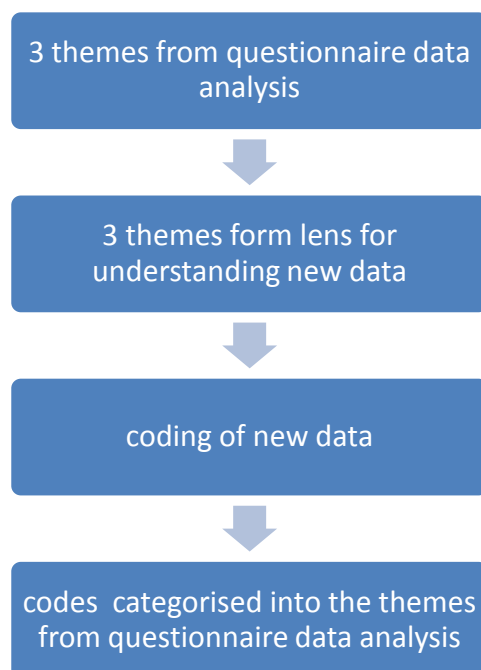 3 themes from questionnaire data
analysis
3 themes form lens for
understanding new data
coding of new data
codes  categorised into the themes
from questionnaire data analysis